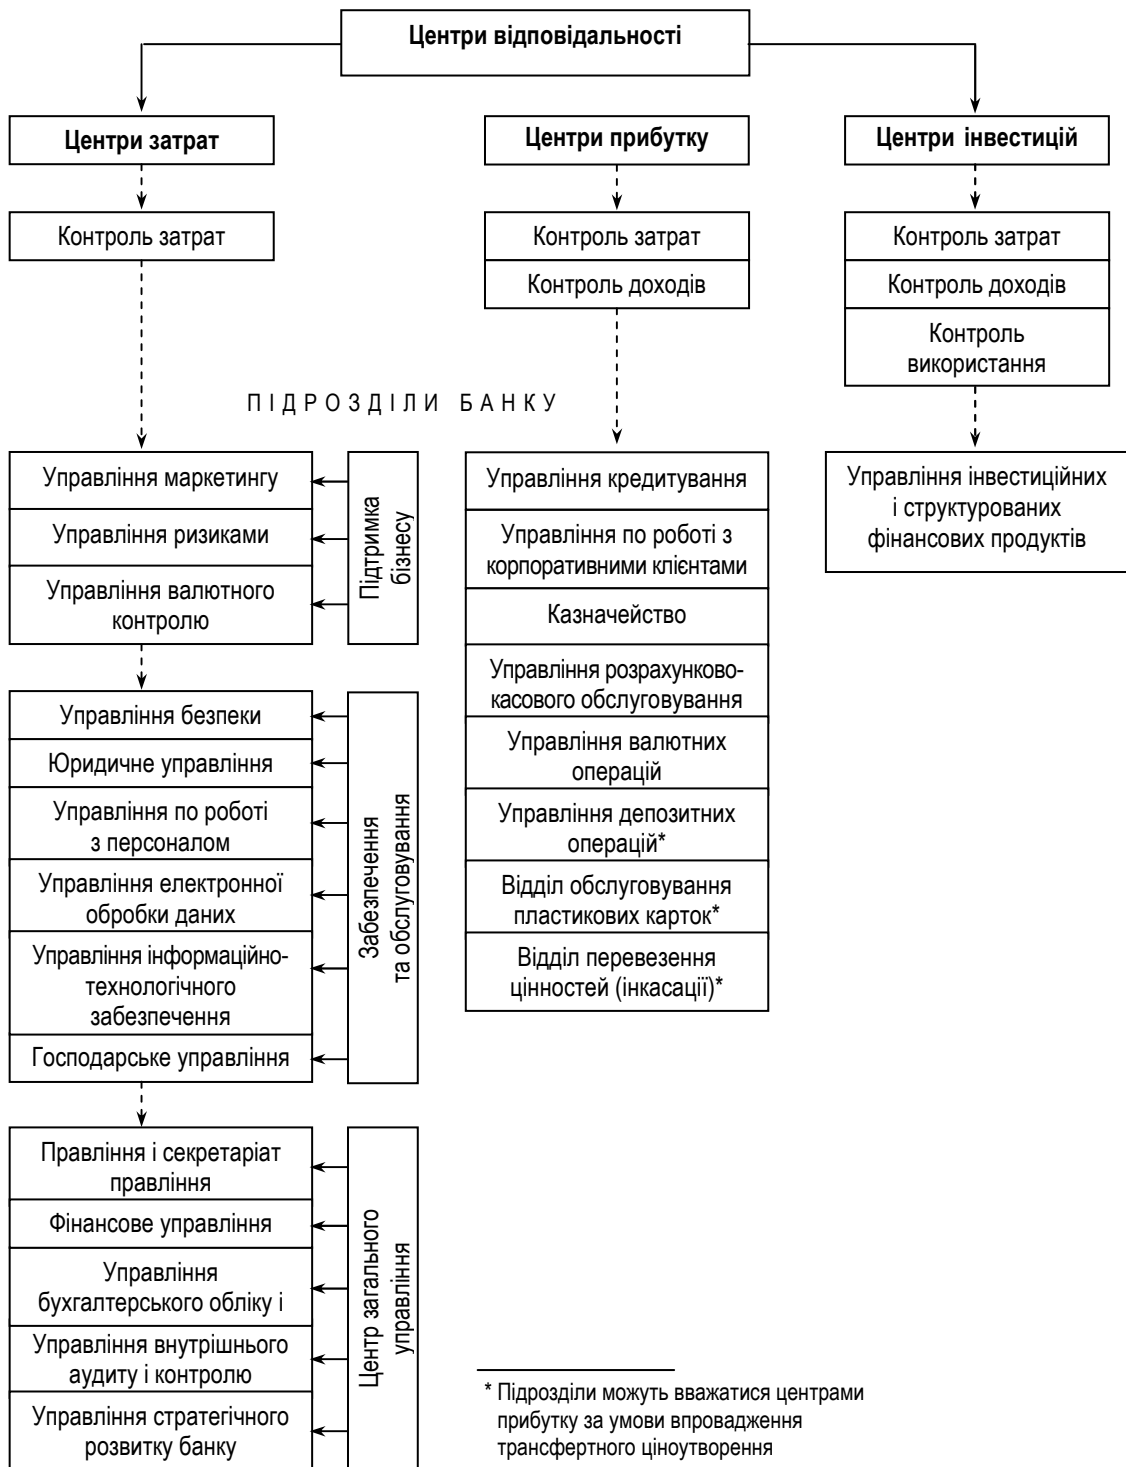 Центри відповідальності
Центри затрат
Центри прибутку
Центри інвестицій
Контроль затрат
Контроль затрат
Контроль доходів
Контроль затрат
Контроль доходів
Контроль
використання
ПІДРОЗДІЛИ БАНКУ
Управління маркетингу
Управління ризиками
Управління валютного
контролю
Підтримка
бізнесу
Управління безпеки
Юридичне управління
Управління по роботі
з персоналом
Управління електронної
обробки даних
Управління інформаційно-
технологічного
забезпечення
Господарське управління
Забезпечення
та обслуговування
Правління і секретаріат
правління
Фінансове управління
Управління
бухгалтерського обліку і
Управління внутрішнього
аудиту і контролю
Управління стратегічного
розвитку банку
Центр загального
управління
Управління кредитування
Управління по роботі з
корпоративними клієнтами
Казначейство
Управління розрахунково-
касового обслуговування
Управління валютних
операцій
Управління депозитних
операцій*
Відділ обслуговування
пластикових карток*
Відділ перевезення
цінностей (інкасації)*
Управління інвестиційних
і структурованих
фінансових продуктів
* Підрозділи можуть вважатися центрами
прибутку за умови впровадження
трансфертного ціноутворення